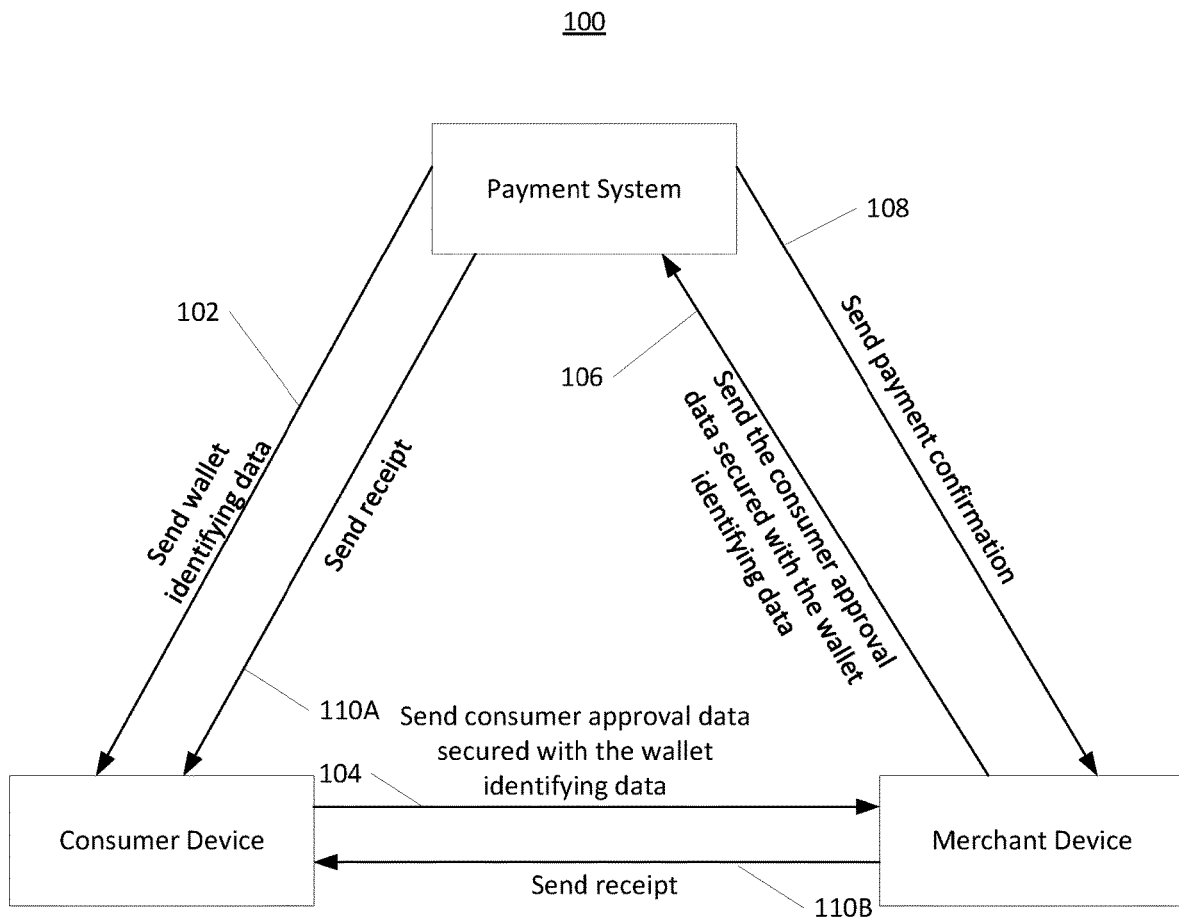 100
Payment System
108
102
106
Send payment confirmation
Send the consumer approval
data secured with the wallet
identifying data
Send wallet
identifying data
Send receipt
110A
Send consumer approval data
secured with the wallet
identifying data
104
Consumer Device
Merchant Device
Send receipt
110B